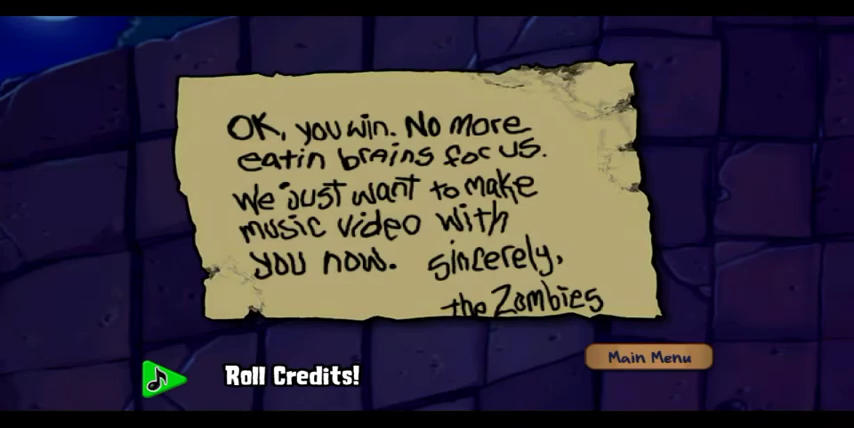 OK, you win. No more
eatin brains for us.
We just want to make
music video with
you now. Sincerely,
the Zombies
Roll Credits!
Main Menu